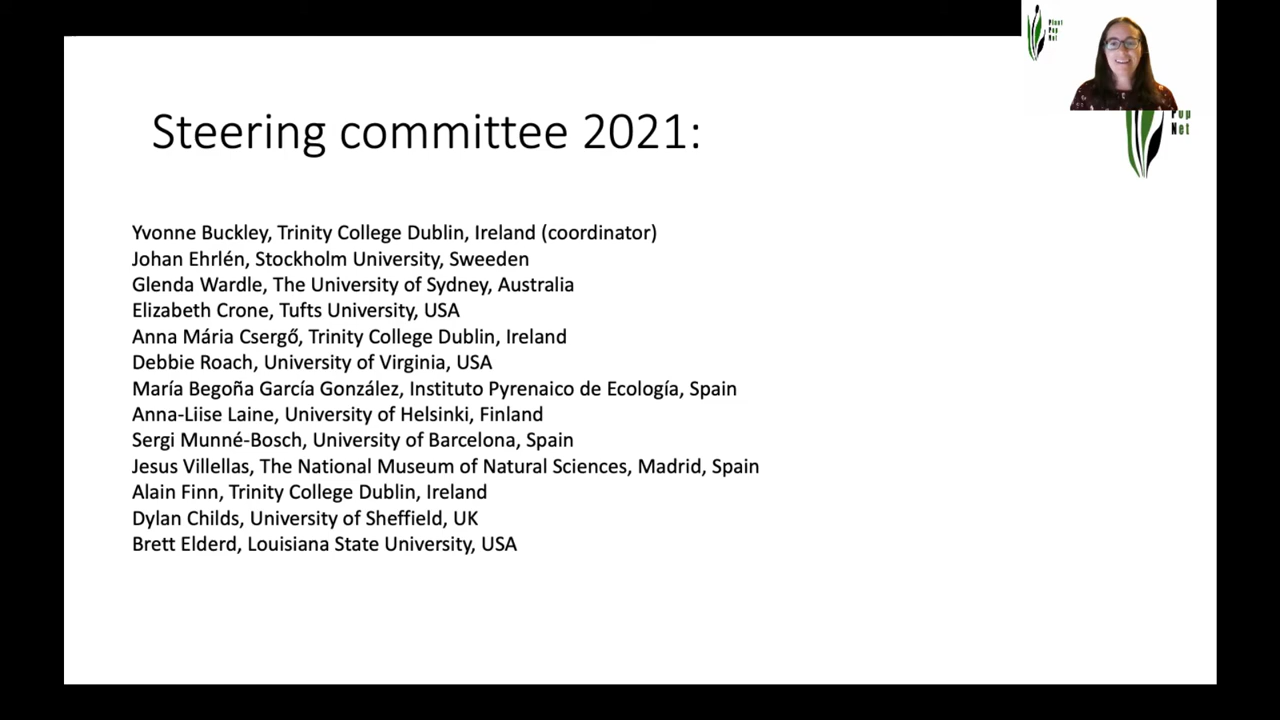 Plant
Pop
Net
Pop
Net
Steering committee 2021:
Yvonne Buckley, Trinity College Dublin, Ireland (coordinator)
Johan Ehrlén, Stockholm University, Sweeden
Glenda Wardle, The University of Sydney, Australia
Elizabeth Crone, Tufts University, USA
Anna Mária Csergő, Trinity College Dublin, Ireland
Debbie Roach, University of Virginia, USA
María Begoña García González, Instituto Pyrenaico de Ecología, Spain
Anna-Liise Laine, University of Helsinki, Finland
Sergi Munné-Bosch, University of Barcelona, Spain
Jesus Villellas, The National Museum of Natural Sciences, Madrid, Spain
Alain Finn, Trinity College Dublin, Ireland
Dylan Childs, University of Sheffield, UK
Brett Elderd, Louisiana State University, USA